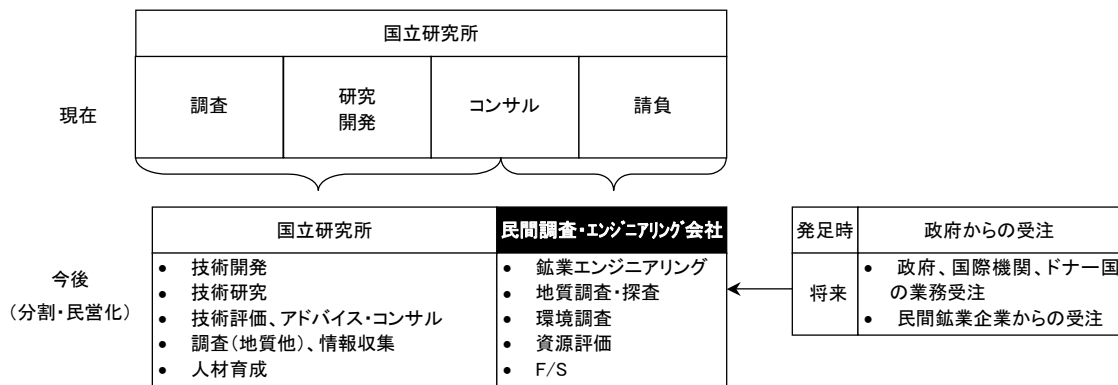 国立研究所
現在
調査
研究
開発
コンサル
請負
今後
(分割・民営化)
国立研究所
• 技術開発
• 技術研究
• 技術評価、アドバイス・コンサル
• 調査(地質他)、情報収集
• 人材育成
民間調査・エンジニアリング会社
• 鉱業エンジニアリング
• 地質調査・探査
• 環境調査
• 資源評価
• F/S
発足時
政府からの受注
将来
• 政府、国際機関、ドナー国
の業務受注
• 民間鉱業企業からの受注